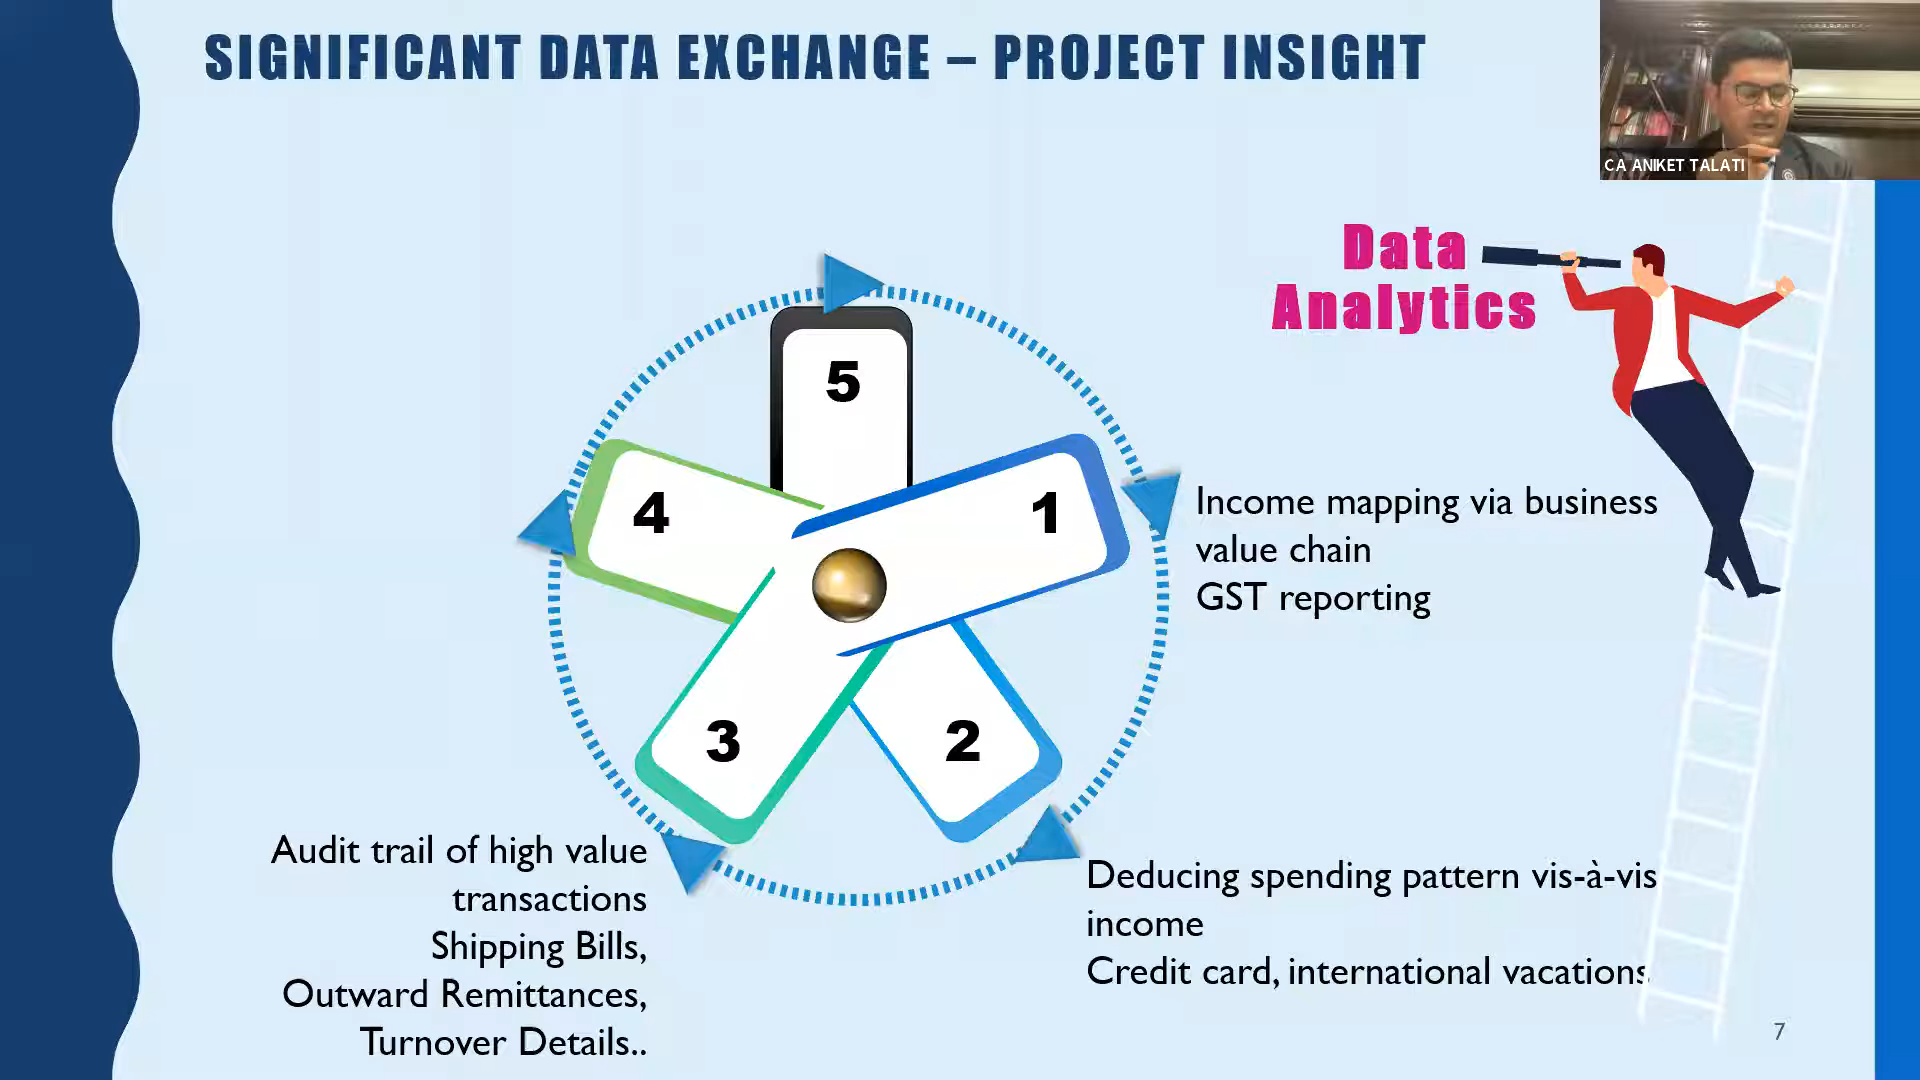 SIGNIFICANT DATA EXCHANGE – PROJECT INSIGHT
CA ANIKET TALATI
Data
Analytics
5
4
1
3
2
Income mapping via business
value chain
GST reporting
Deducing spending pattern vis-à-vis
income
Credit card, international vacations
Audit trail of high value
transactions
Shipping Bills,
Outward Remittances,
Turnover Details..
7